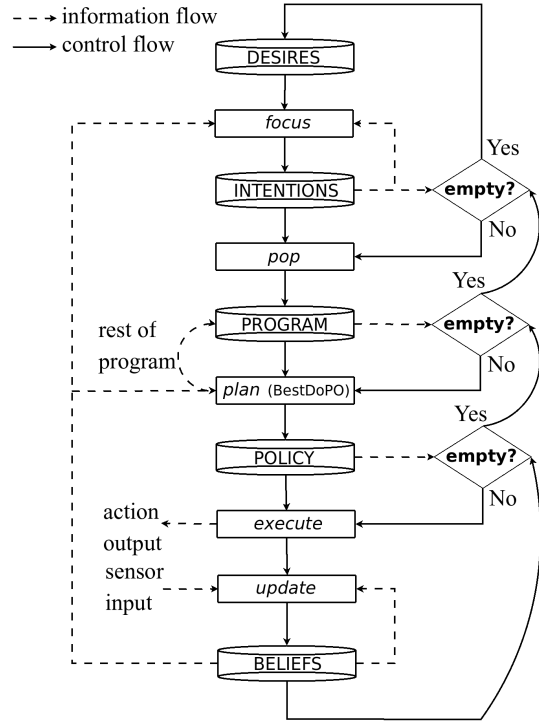 information flow
control flow
DESIRES
focus
Yes
INTENTIONS
empty?
No
pop
Yes
rest of
program
PROGRAM
empty?
No
plan (BestDoPO)
Yes
POLICY
empty?
No
action
output
execute
sensor
input
update
BELIEFS